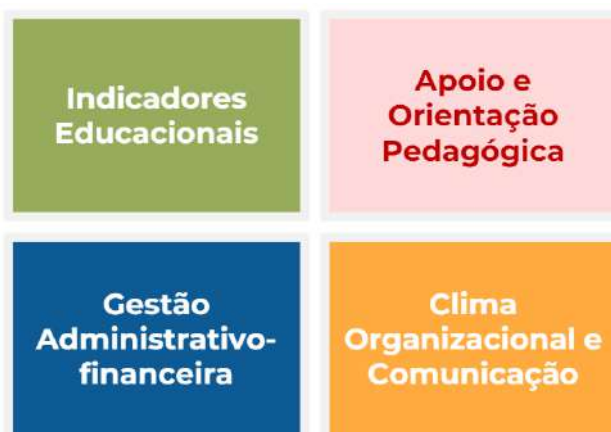 Indicadores
Educacionais
Apoio e
Orientação
Pedagógica
Gestão
Administrativo-
financeira
Clima
Organizacional e
Comunicação